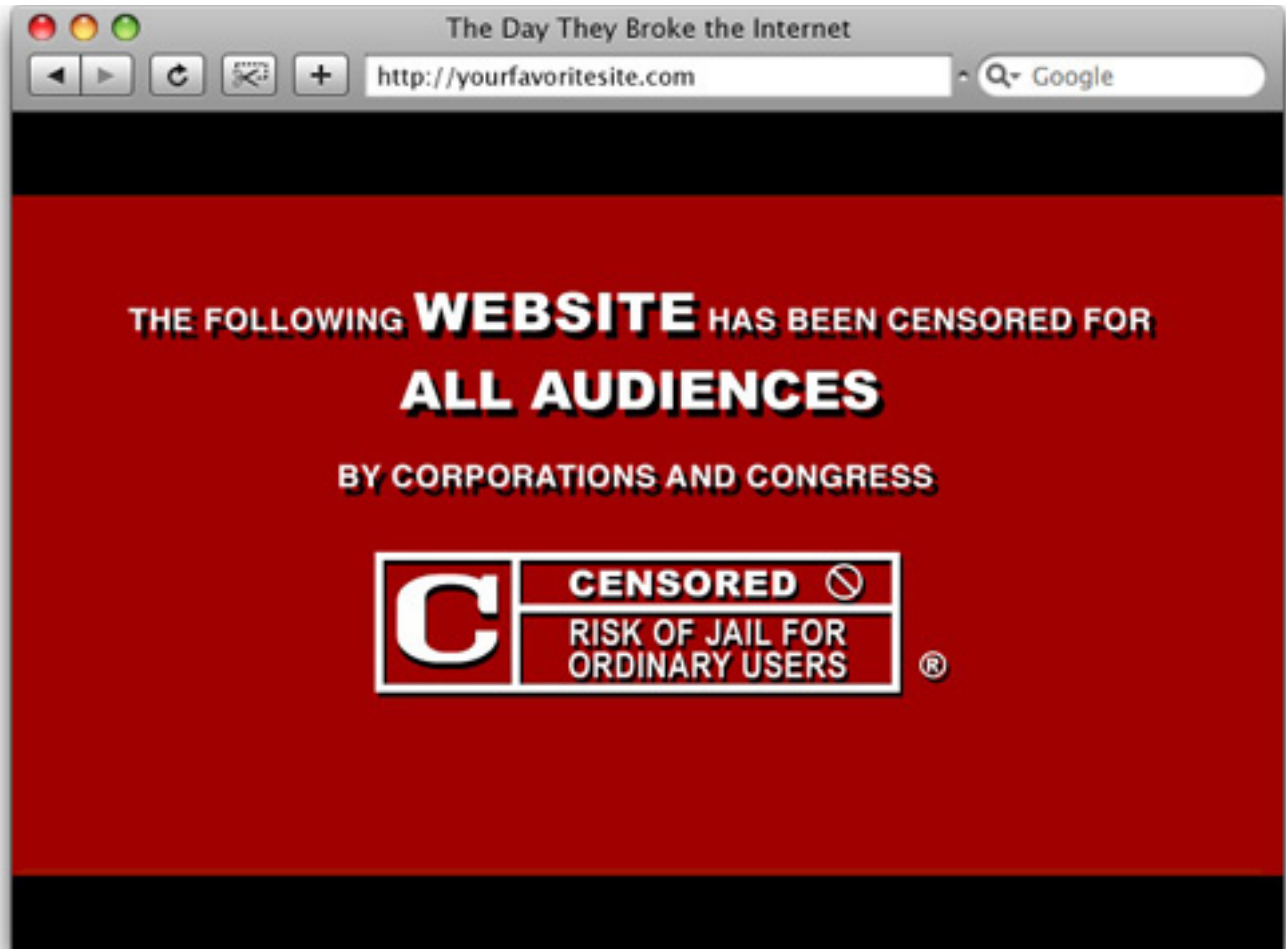 The Day They Broke the Internet
http://yourfavoritesite.com
Google
THE FOLLOWING WEBSITE HAS BEEN CENSORED FOR
ALL AUDIENCES
BY CORPORATIONS AND CONGRESS
C
CENSORED
RISK OF JAIL FOR
ORDINARY USERS
®